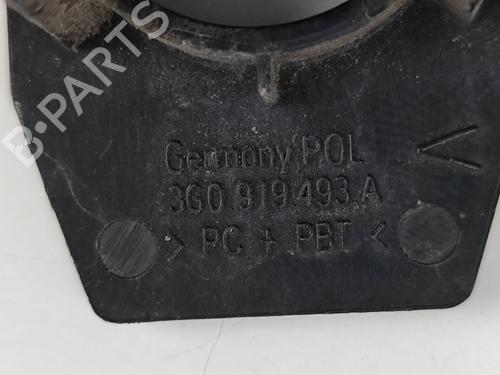 B-PARTS
Germany POL
3G0.919.493.A
> PC + PBT <